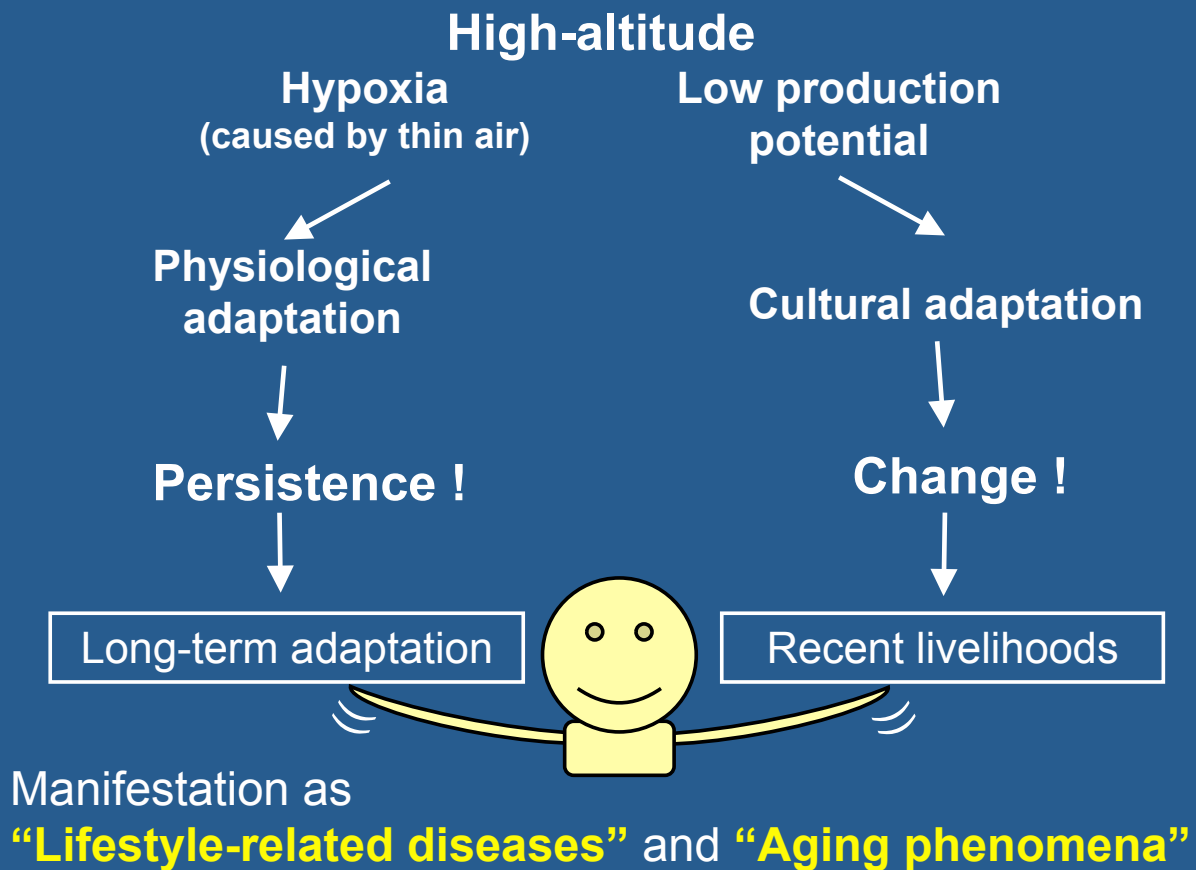 High-altitude
Hypoxia
(caused by thin air)
Low production
potential
Physiological
adaptation
Cultural adaptation
Persistence !
Change !
Long-term adaptation
Recent livelihoods
Manifestation as
“Lifestyle-related diseases” and “Aging phenomena”